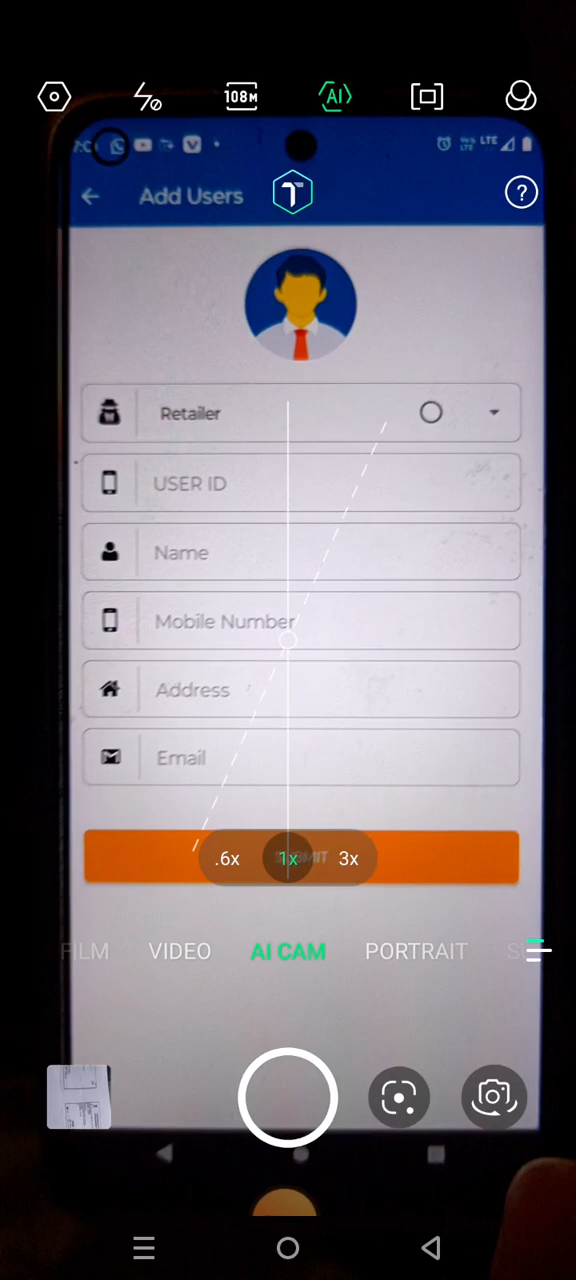 108M
AI
LTE
Add Users
?
Retailer
USER ID
Name
Mobile Number
Address
Email
.6x 1x 3x
FILM VIDEO AI CAM PORTRAIT